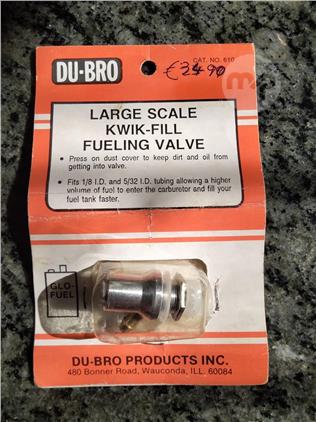 DU-BRO
CAT. NO. 610
€34.90
LARGE SCALE
KWIK-FILL
FUELING VALVE
• Press on dust cover to keep dirt and oil from
getting into valve.
• Fits 1/8 I.D. and 5/32 I.D. tubing allowing a higher
volume of fuel to enter the carburetor and fill your
fuel tank faster.
GLO-
FUEL
DU-BRO PRODUCTS INC.
480 Bonner Road, Wauconda, ILL. 60084